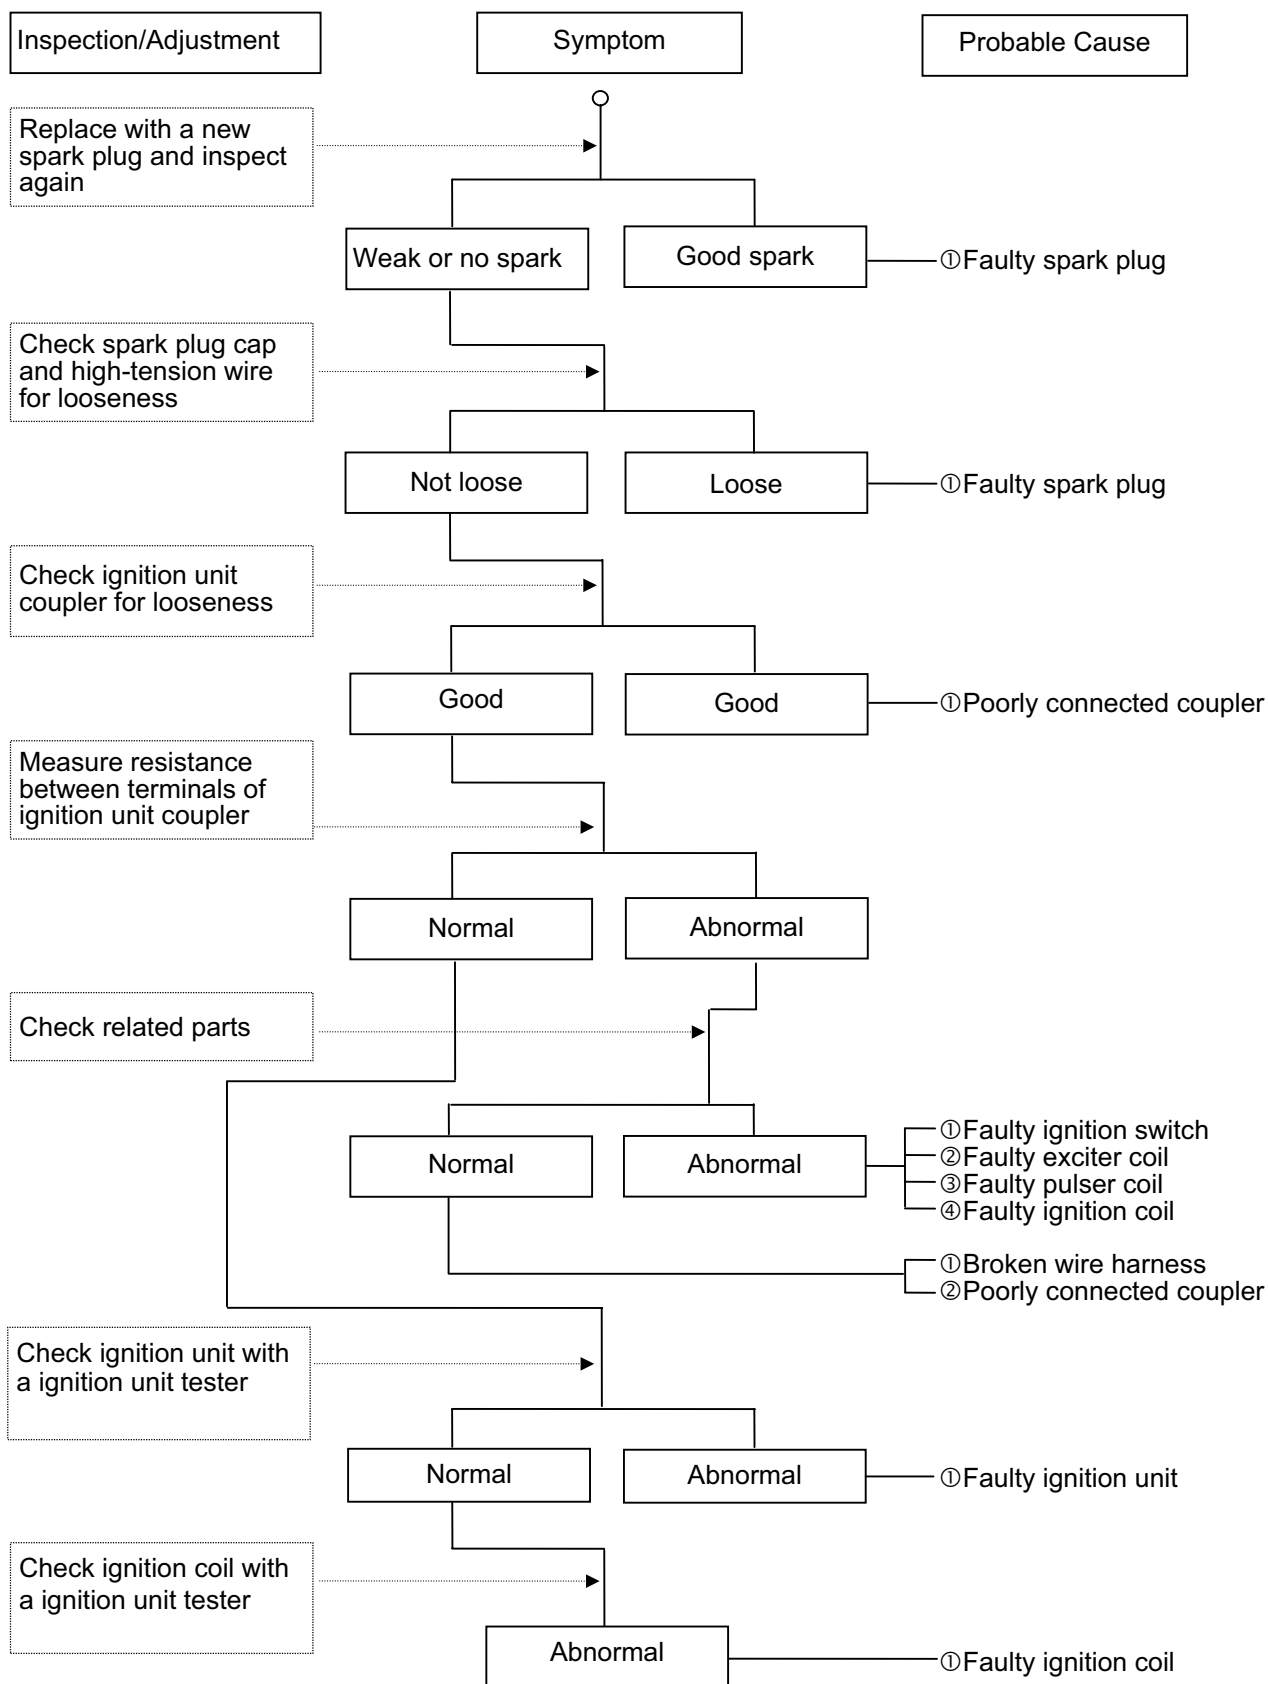 Inspection/Adjustment
Symptom
Probable Cause
Replace with a new
spark plug and inspect
again
Weak or no spark
Good spark
①Faulty spark plug
Check spark plug cap
and high-tension wire
for looseness
Not loose
Loose
①Faulty spark plug
Check ignition unit
coupler for looseness
Good
Good
①Poorly connected coupler
Measure resistance
between terminals of
ignition unit coupler
Normal
Abnormal
Check related parts
Normal
Abnormal
①Faulty ignition switch
②Faulty exciter coil
③Faulty pulser coil
④Faulty ignition coil
①Broken wire harness
②Poorly connected coupler
Check ignition unit with
a ignition unit tester
Normal
Abnormal
①Faulty ignition unit
Check ignition coil with
a ignition unit tester
Abnormal
①Faulty ignition coil